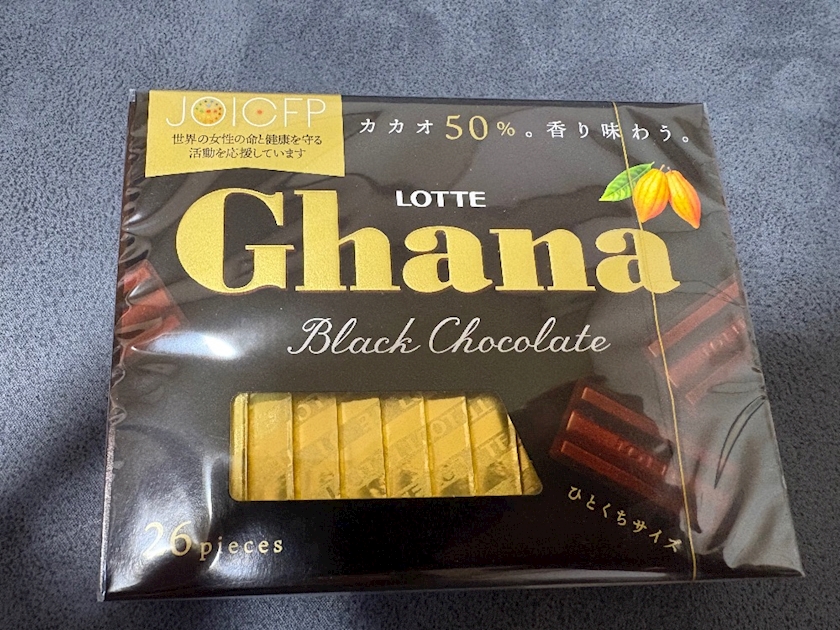 JOICFP
世界の女性の命と健康を守る
活動を応援しています
カカオ50%。香り味わう。
LOTTE
Ghana
Black Chocolate
26pieces
ひとくちサイズ